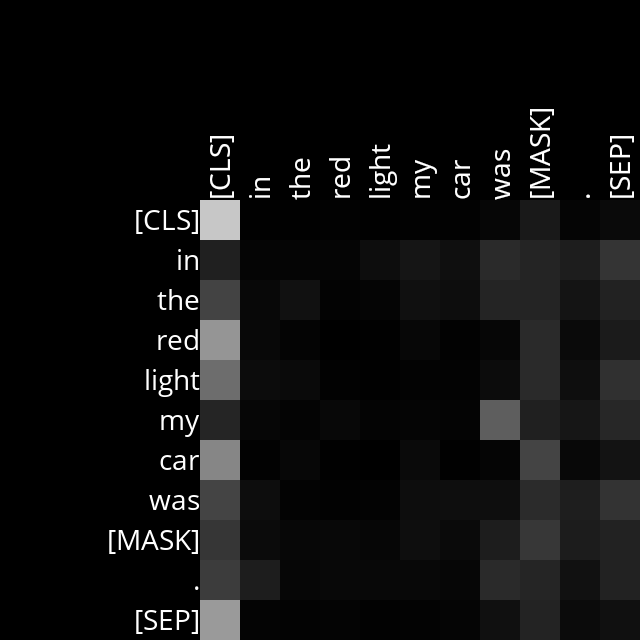 [CLS] in the red light my car was [MASK] . [SEP]
[CLS]
in
the
red
light
my
car
was
[MASK]
.
[SEP]